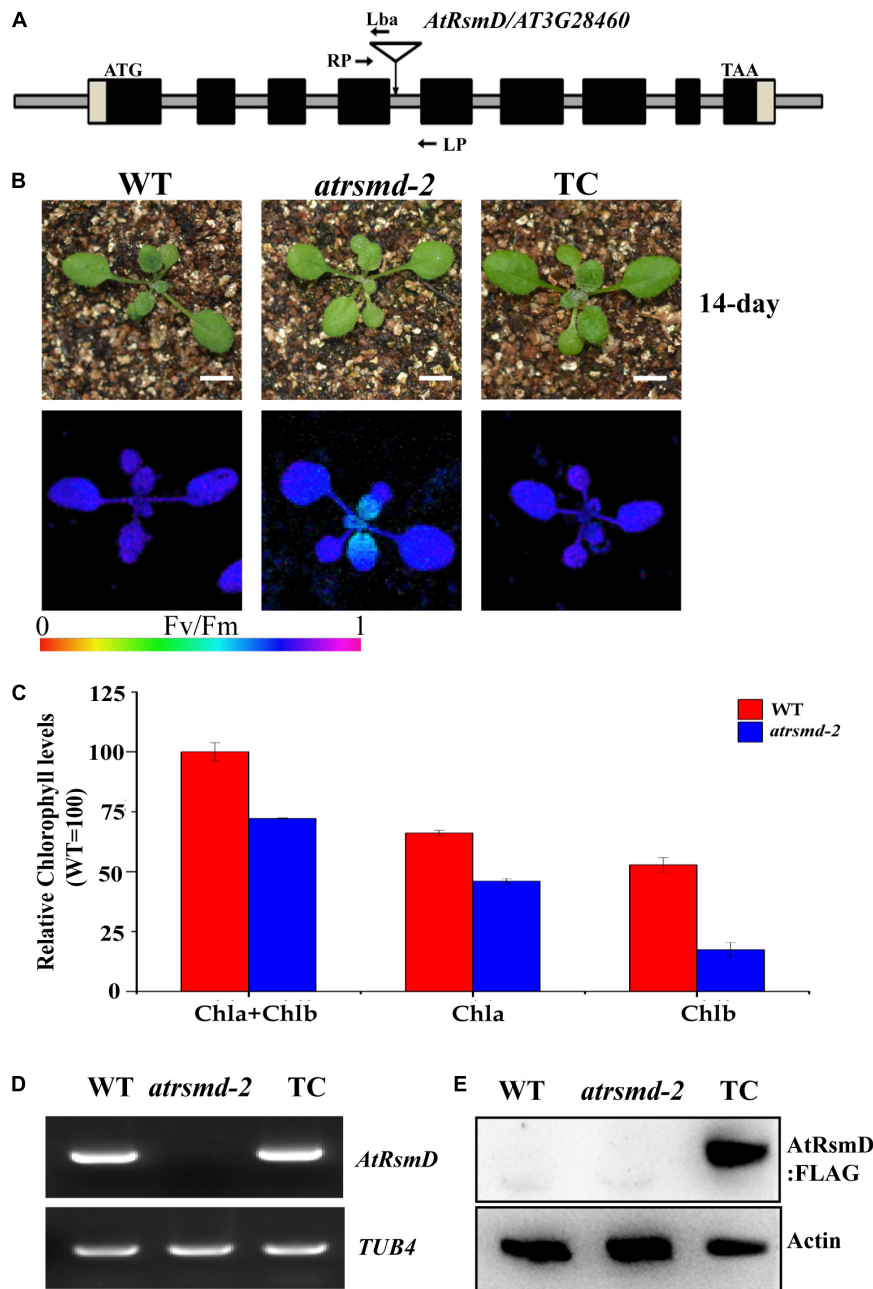 A
Lba
AtRsmD/AT3G28460
RP
ATG
TAA
LP
B
WT
atrsmd-2
TC
14-day
0
Fv/Fm
1
C
Relative Chlorophyll levels
(WT=100)
125
100
75
50
25
0
WT
atrsmd-2
Chla+Chlb
Chla
Chlb
D
WT
atrsmd-2
TC
AtRsmD
TUB4
E
WT
atrsmd-2
TC
AtRsmD
:FLAG
Actin